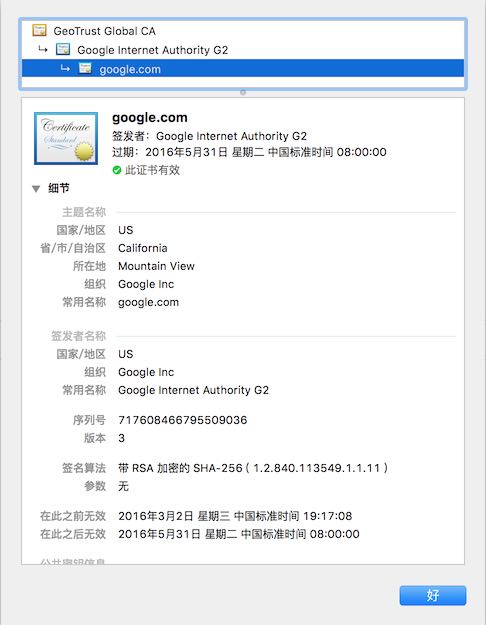 GeoTrust Global CA
Google Internet Authority G2
google.com
Certificate
Standard
google.com
签发者：Google Internet Authority G2
过期：2016年5月31日 星期二 中国标准时间 08:00:00
此证书有效
细节
主题名称
国家/地区 US
省/市/自治区 California
所在地 Mountain View
组织 Google Inc
常用名称 google.com
签发者名称
国家/地区 US
组织 Google Inc
常用名称 Google Internet Authority G2
序列号 717608466795509036
版本 3
签名算法 带 RSA 加密的 SHA-256 ( 1.2.840.113549.1.1.11 )
参数 无
在此之前无效 2016年3月2日 星期三 中国标准时间 19:17:08
在此之后无效 2016年5月31日 星期二 中国标准时间 08:00:00
公共密钥信息
好